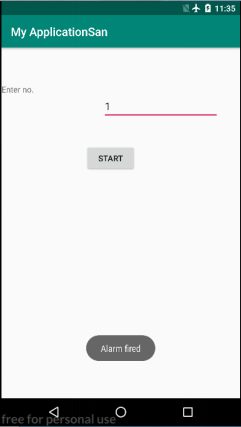 11:35
My ApplicationSan
Enter no.
1
START
Alarm fired
free for personal use